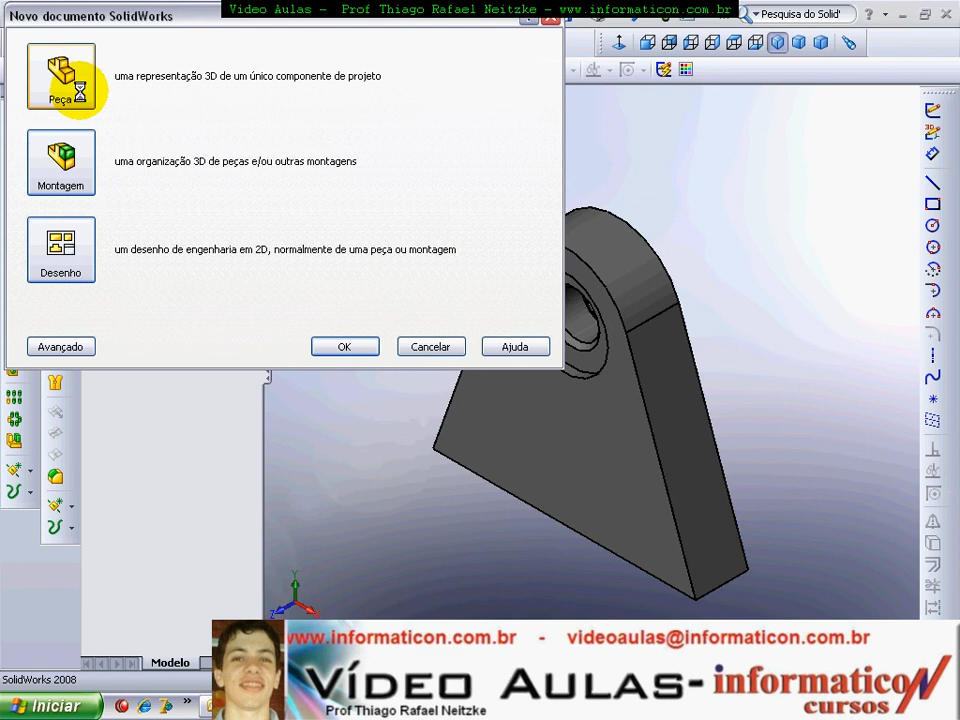 Video Aulas - Prof Thiago Rafael Neitzke - www.informaticon.com.br
Novo documento SolidWorks
Pesquisa do Solid'
Peça
uma representação 3D de um único componente de projeto
Montagem
uma organização 3D de peças e/ou outras montagens
Desenho
um desenho de engenharia em 2D, normalmente de uma peça ou montagem
Avançado
OK
Cancelar
Ajuda
3D
Y
Z
Modelo
www.informaticon.com.br - videoaulas@informaticon.com.br
SolidWorks 2008
Vídeo Aulas- informaticon
cursos
Prof Thiago Rafael Neitzke
Iniciar